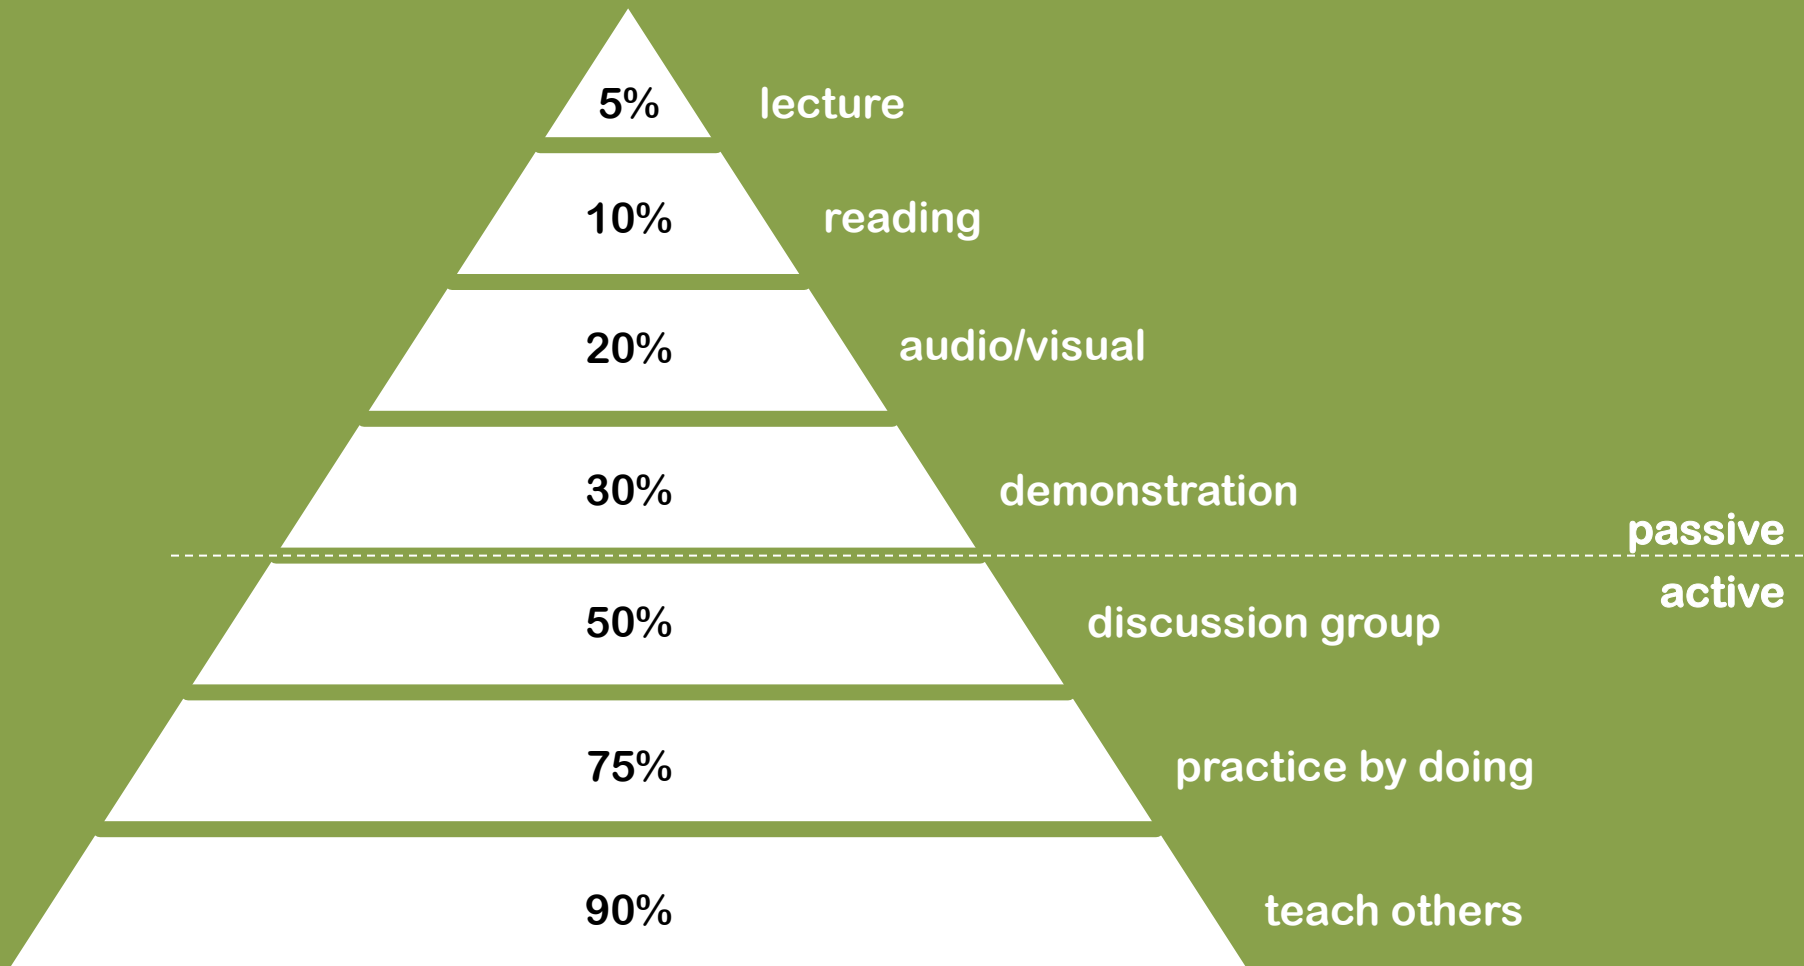 5% lecture
10% reading
20% audio/visual
30% demonstration
passive
active
50% discussion group
75% practice by doing
90% teach others